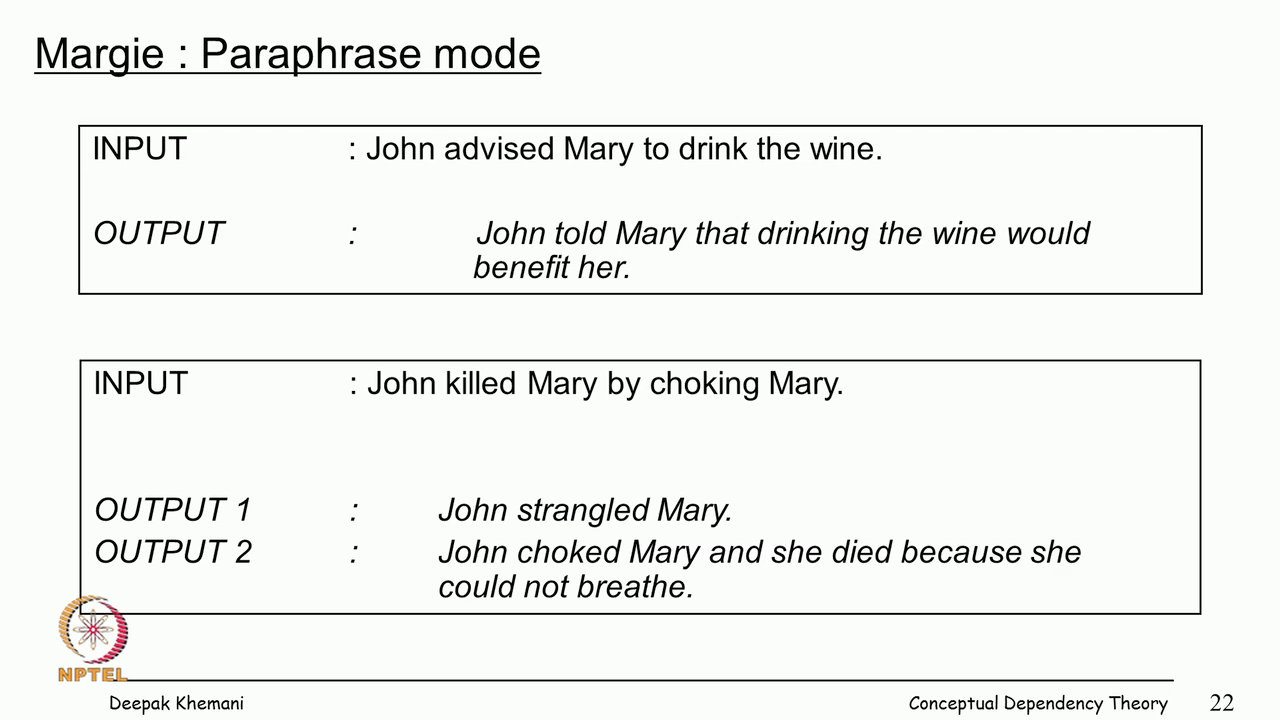 Margie : Paraphrase mode
INPUT : John advised Mary to drink the wine.
OUTPUT : John told Mary that drinking the wine would
benefit her.
INPUT : John killed Mary by choking Mary.
OUTPUT 1 : John strangled Mary.
OUTPUT 2 : John choked Mary and she died because she
could not breathe.
NPTEL
Deepak Khemani Conceptual Dependency Theory 22